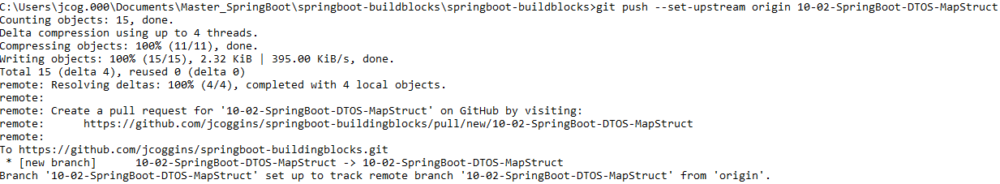 C:\Users\jcog.000\Documents\Master_SpringBoot\springboot-buildblocks\springboot-buildblocks>git push --set-upstream origin 10-02-SpringBoot-DTOS-MapStruct
Counting objects: 15, done.
Delta compression using up to 4 threads.
Compressing objects: 100% (11/11), done.
Writing objects: 100% (15/15), 2.32 KiB | 395.00 KiB/s, done.
Total 15 (delta 4), reused 0 (delta 0)
remote: Resolving deltas: 100% (4/4), completed with 4 local objects.
remote:
remote: Create a pull request for '10-02-SpringBoot-DTOS-MapStruct' on GitHub by visiting:
remote:      https://github.com/jcoggins/springboot-buildingblocks/pull/new/10-02-SpringBoot-DTOS-MapStruct
remote:
To https://github.com/jcoggins/springboot-buildingblocks.git
 * [new branch]      10-02-SpringBoot-DTOS-MapStruct -> 10-02-SpringBoot-DTOS-MapStruct
Branch '10-02-SpringBoot-DTOS-MapStruct' set up to track remote branch '10-02-SpringBoot-DTOS-MapStruct' from 'origin'.